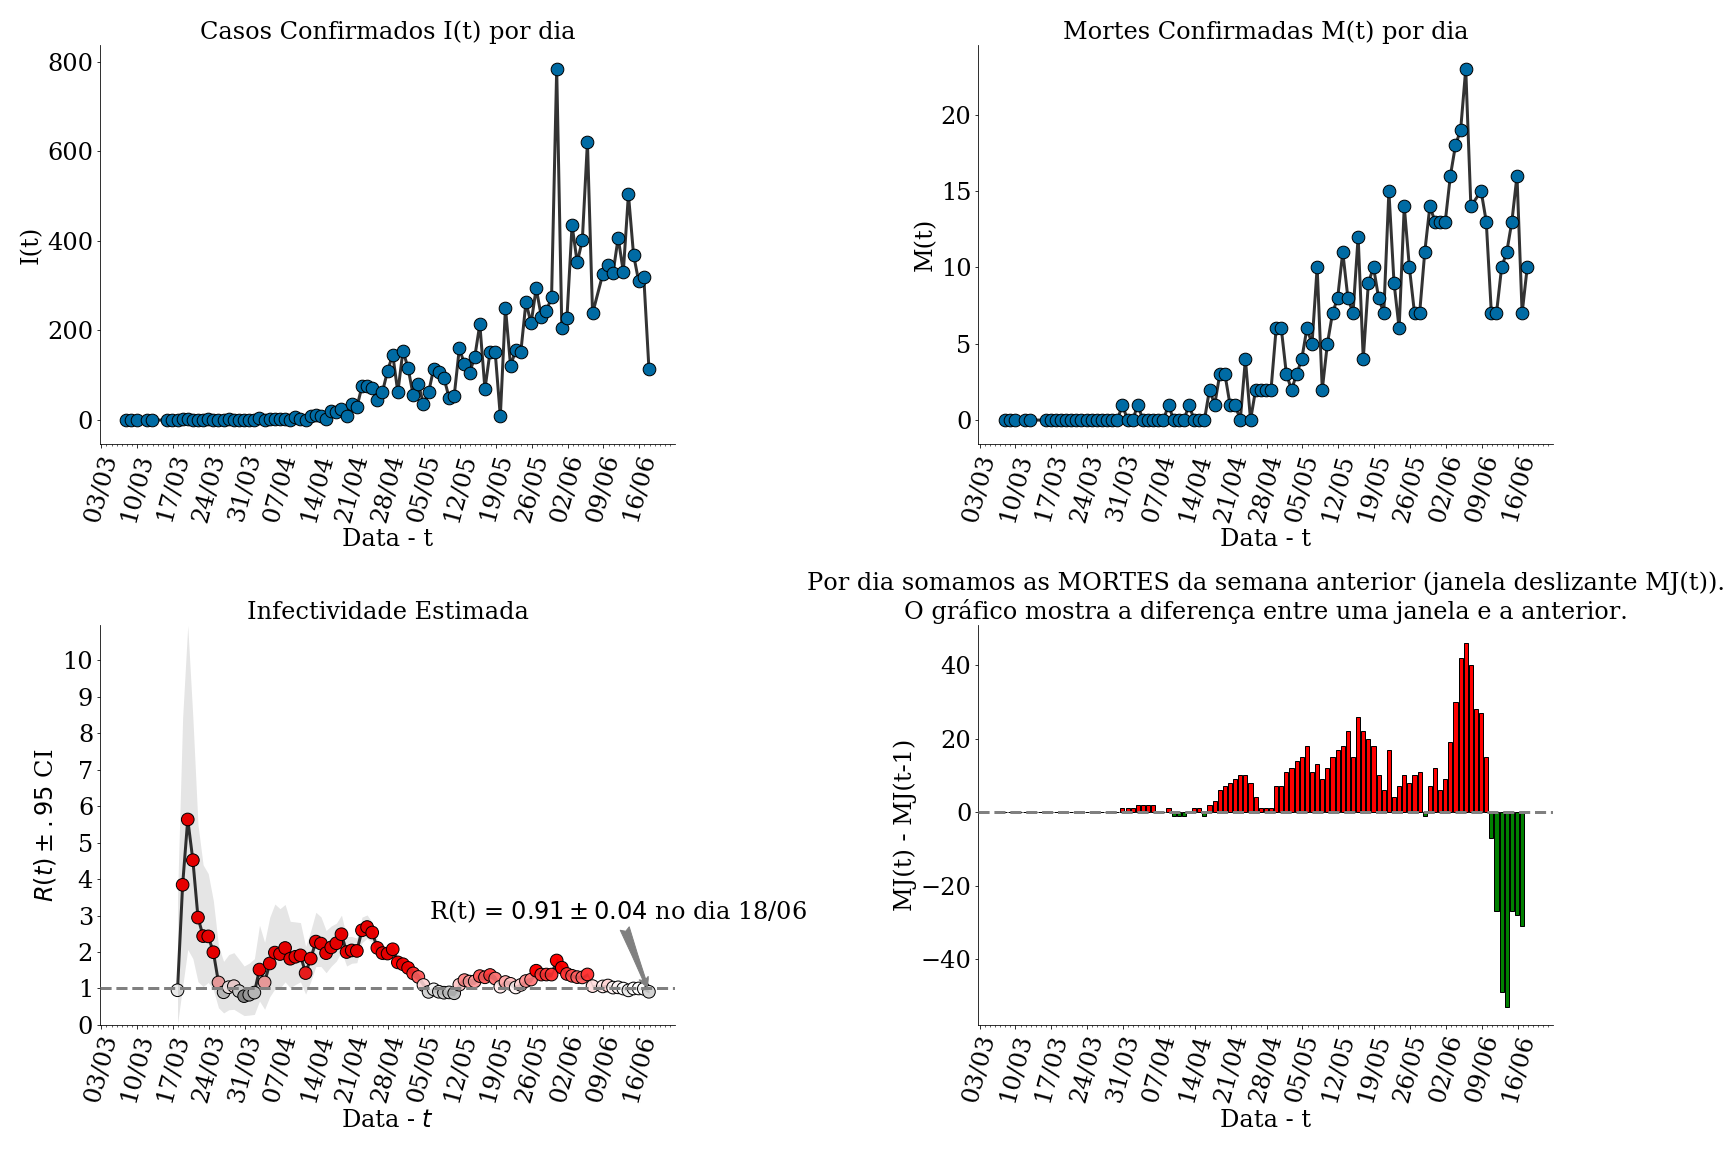 Casos Confirmados I(t) por dia
800
600
400
200
0
I(t)
03/03 10/03 17/03 24/03 31/03 07/04 14/04 21/04 28/04 05/05 12/05 19/05 26/05 02/06 09/06 16/06
Data - t
Mortes Confirmadas M(t) por dia
20
15
10
5
0
M(t)
03/03 10/03 17/03 24/03 31/03 07/04 14/04 21/04 28/04 05/05 12/05 19/05 26/05 02/06 09/06 16/06
Data - t
Infectividade Estimada
10
9
8
7
6
5
4
3
2
1
0
R(t) ± .95 CI
R(t) = 0.91 ± 0.04 no dia 18/06
03/03 10/03 17/03 24/03 31/03 07/04 14/04 21/04 28/04 05/05 12/05 19/05 26/05 02/06 09/06 16/06
Data - t
Por dia somamos as MORTES da semana anterior (janela deslizante MJ(t)).
O gráfico mostra a diferença entre uma janela e a anterior.
40
20
0
−20
−40
MJ(t) - MJ(t-1)
03/03 10/03 17/03 24/03 31/03 07/04 14/04 21/04 28/04 05/05 12/05 19/05 26/05 02/06 09/06 16/06
Data - t